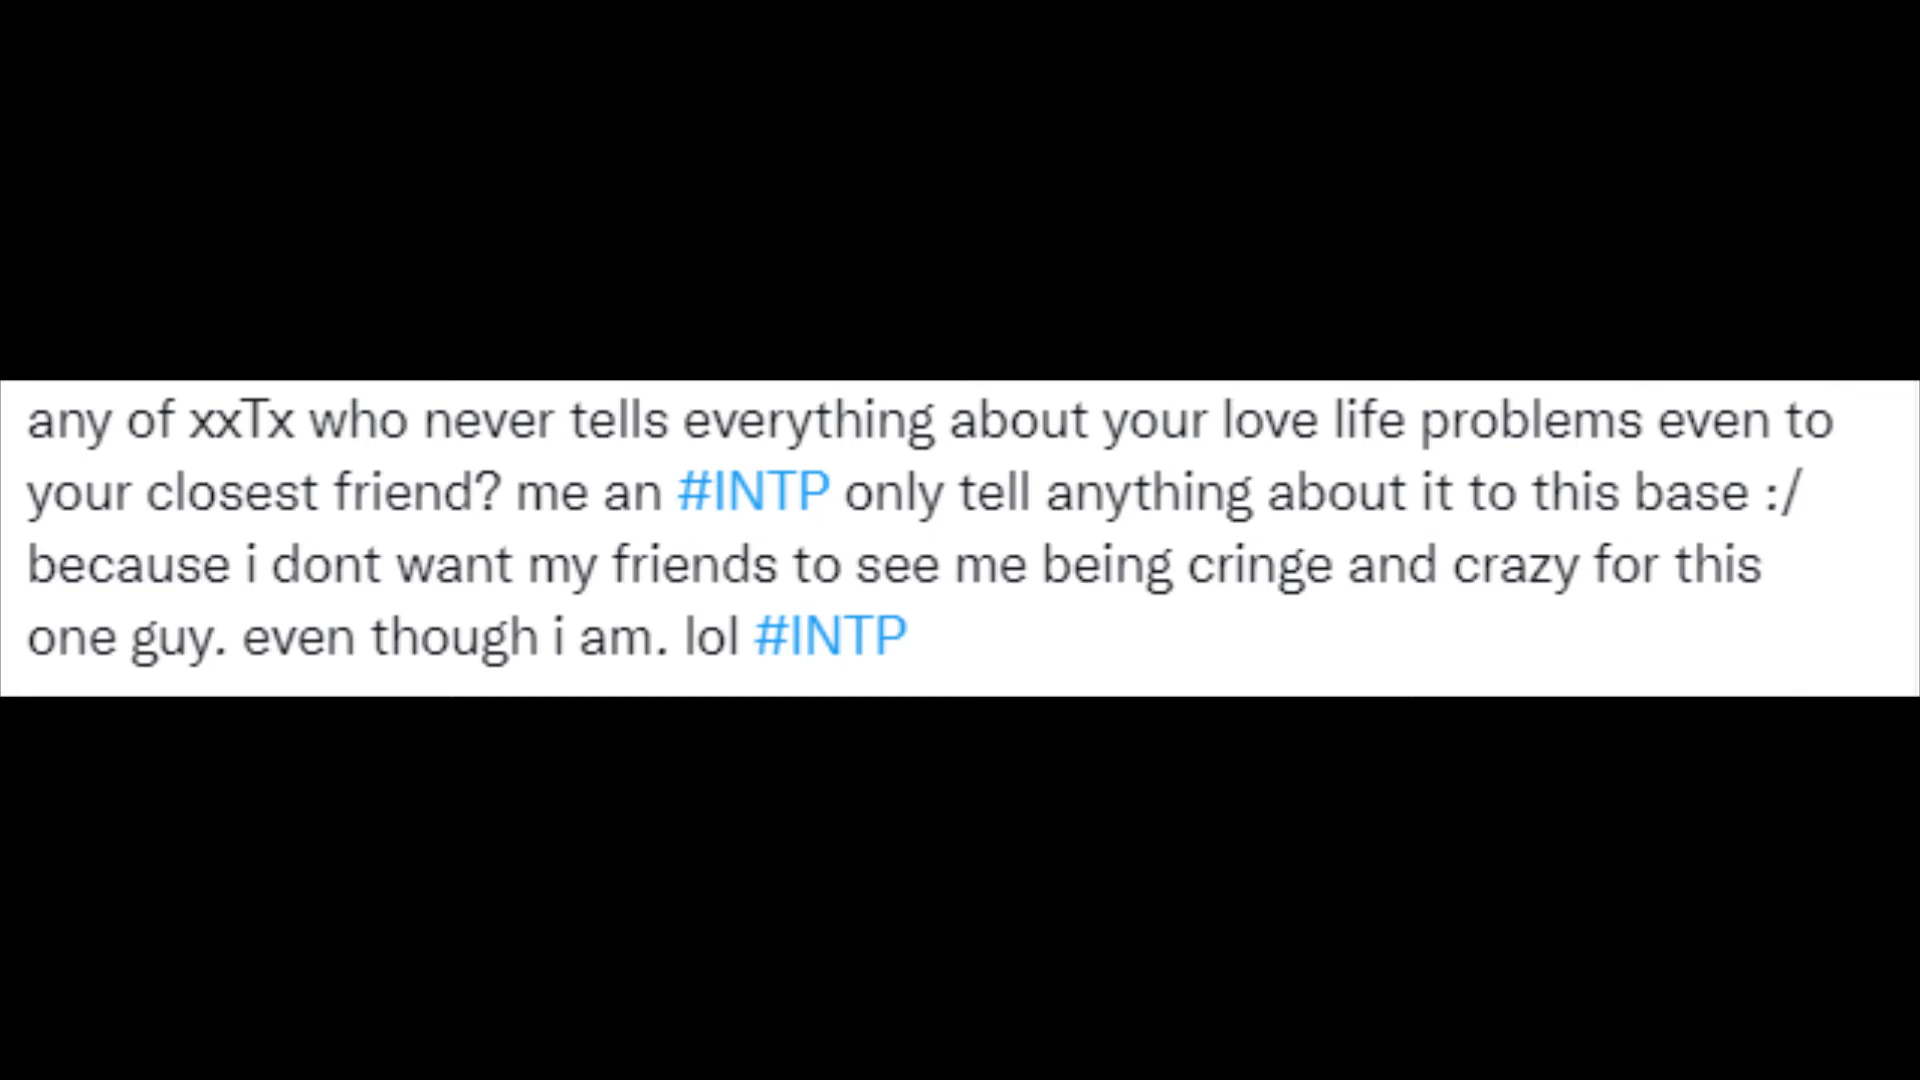 any of xxTx who never tells everything about your love life problems even to
your closest friend? me an #INTP only tell anything about it to this base :/
because i dont want my friends to see me being cringe and crazy for this
one guy. even though i am. lol #INTP